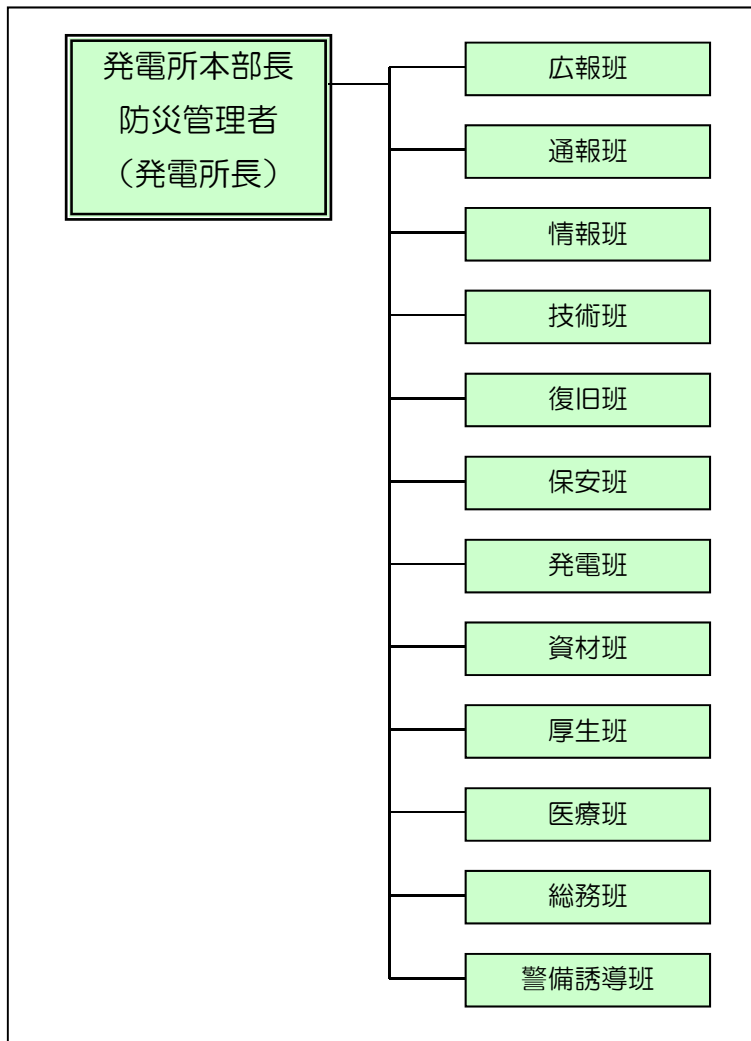 発電所本部長
防災管理者
（発電所長）
広報班
通報班
情報班
技術班
復旧班
保安班
発電班
資材班
厚生班
医療班
総務班
警備誘導班